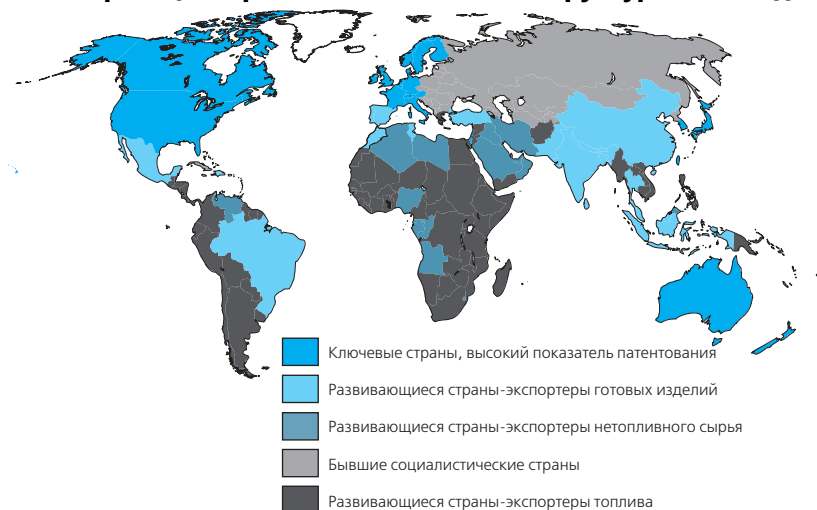 Ключевые страны, высокий показатель патентования
Развивающиеся страны-экспортеры готовых изделий
Развивающиеся страны-экспортеры нетопливного сырья
Бывшие социалистические страны
Развивающиеся страны-экспортеры топлива